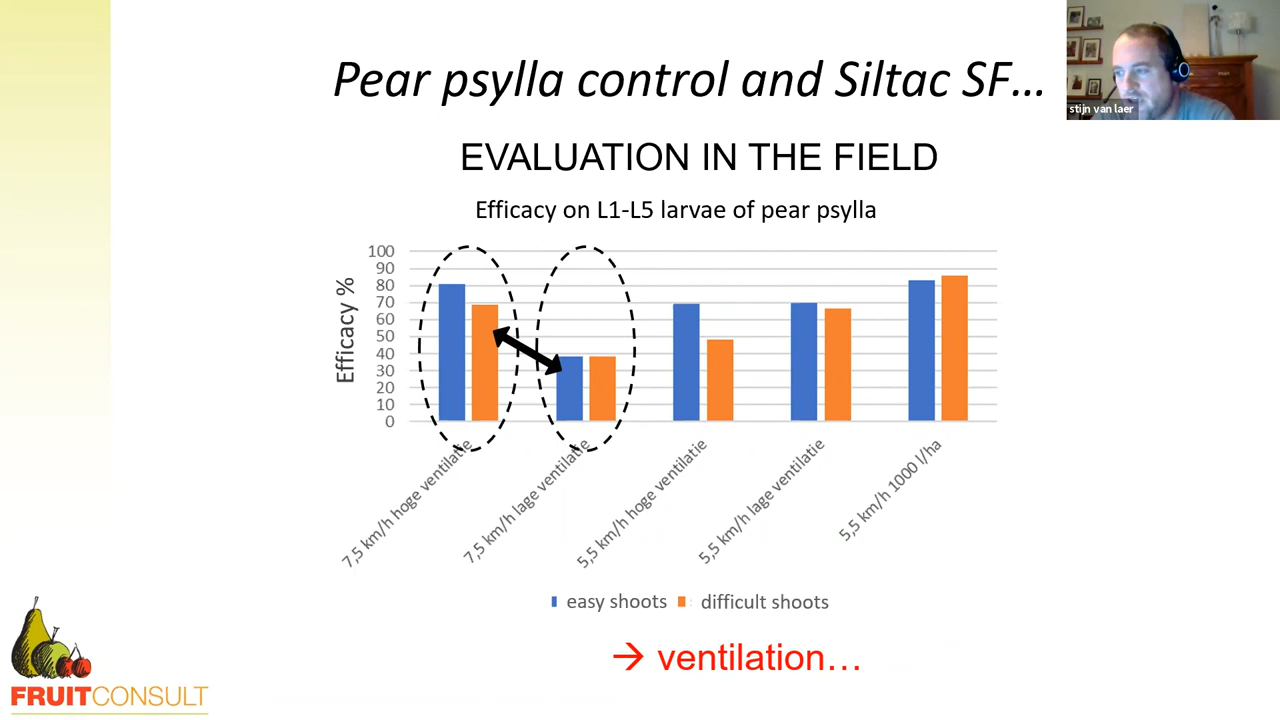 Pear psylla control and Siltac SF...
stijn van laer
EVALUATION IN THE FIELD
Efficacy on L1-L5 larvae of pear psylla
Efficacy %
100
90
80
70
60
50
40
30
20
10
0
7,5 km/h hoge ventilatie
7,5 km/h lage ventilatie
5,5 km/h hoge ventilatie
5,5 km/h lage ventilatie
5,5 km/h 1000 l/ha
easy shoots difficult shoots
→ ventilation...
FRUITCONSULT